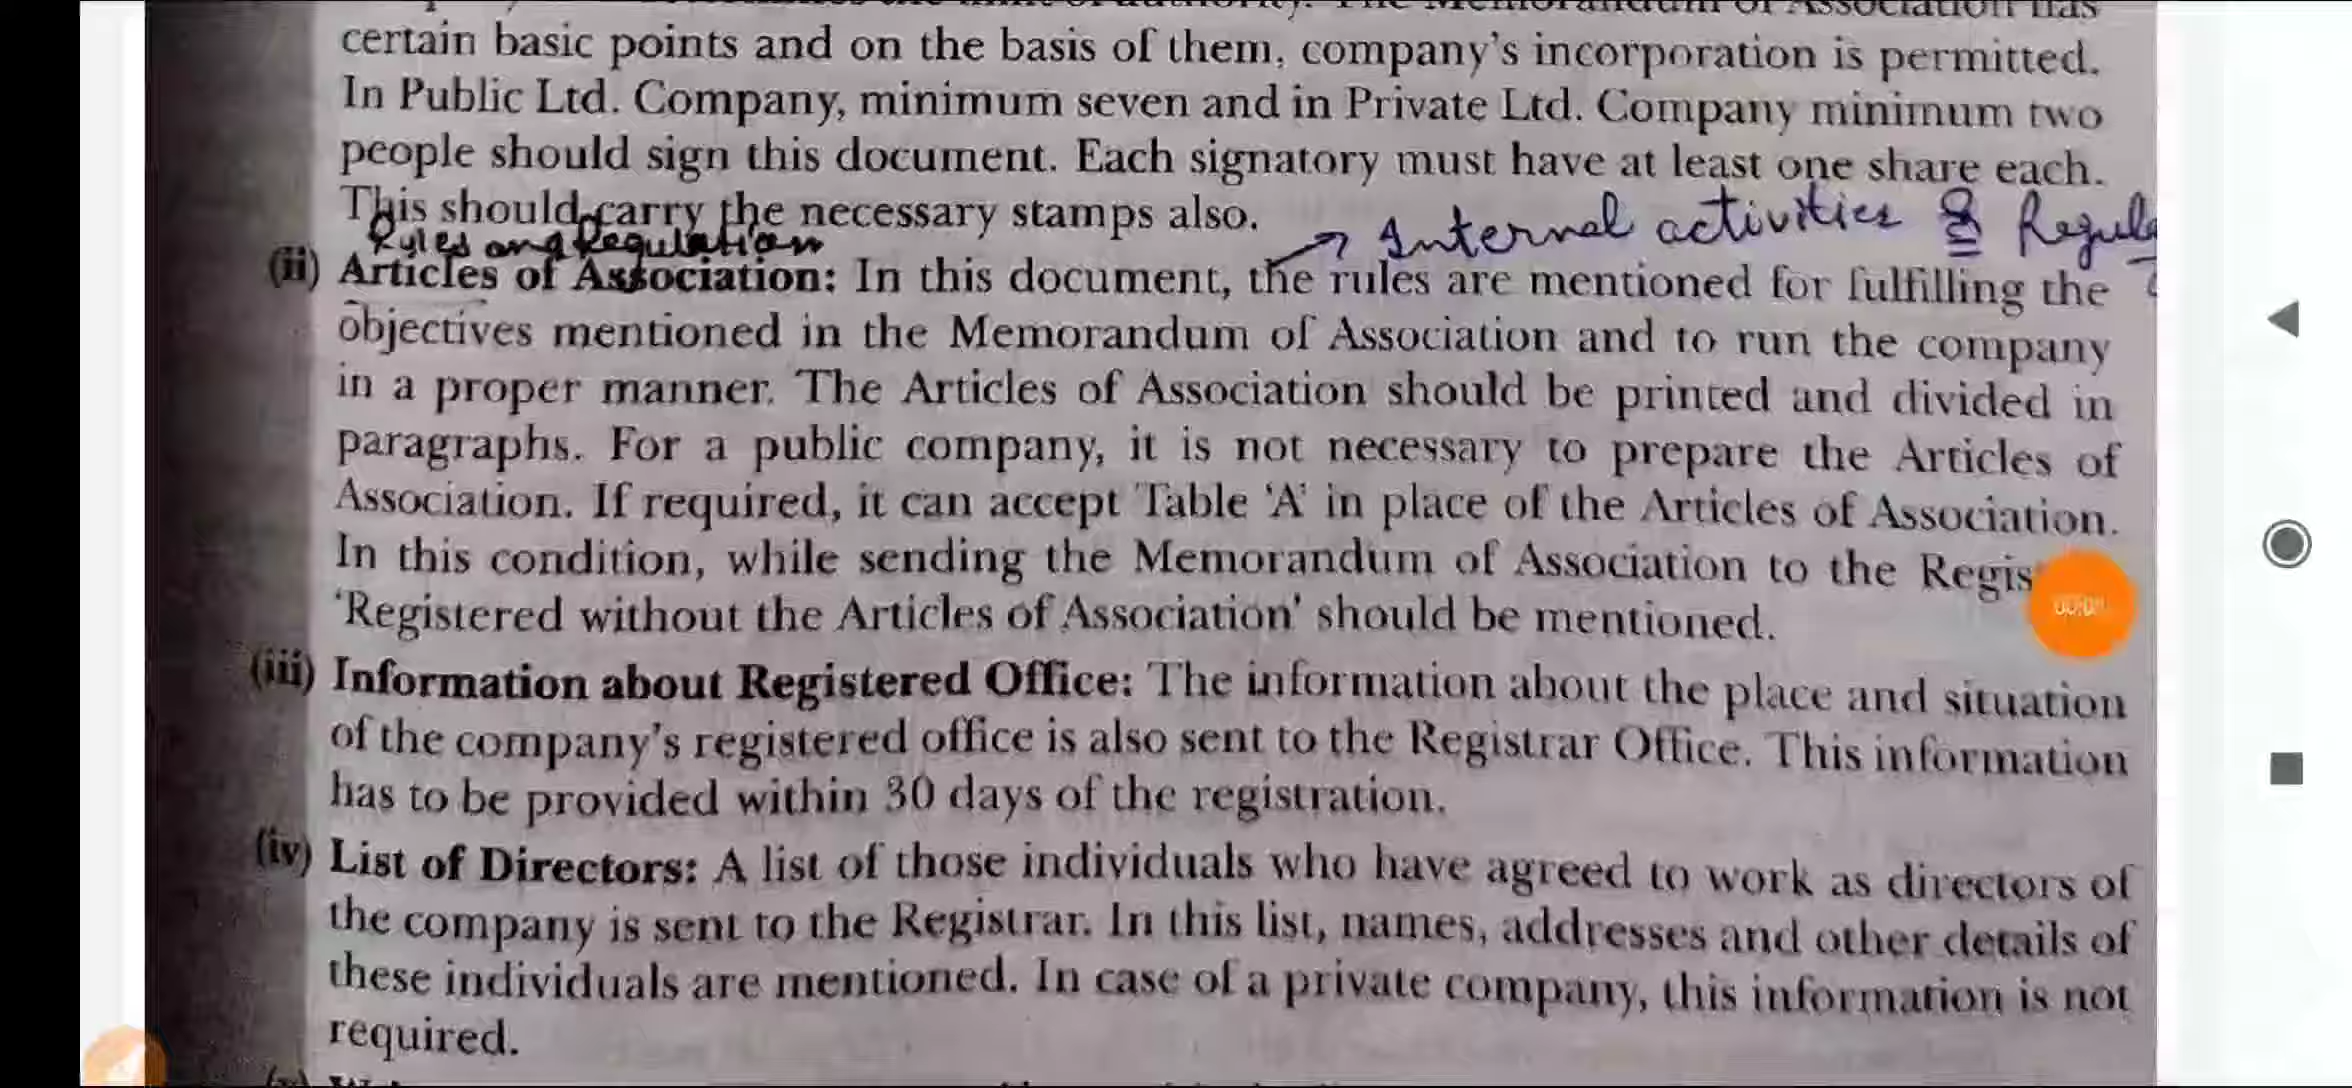 The Memorandum of Association has
certain basic points and on the basis of them, company's incorporation is permitted.
In Public Ltd. Company, minimum seven and in Private Ltd. Company minimum two
people should sign this document. Each signatory must have at least one share each.
This should carry the necessary stamps also.
Internal activities & Regul
Rules and Regulation
(ii) Articles of Association: In this document, the rules are mentioned for fulfilling the
objectives mentioned in the Memorandum of Association and to run the company
in a proper manner. The Articles of Association should be printed and divided in
paragraphs. For a public company, it is not necessary to prepare the Articles of
Association. If required, it can accept Table 'A' in place of the Articles of Association.
In this condition, while sending the Memorandum of Association to the Regis
'Registered without the Articles of Association' should be mentioned.
(iii) Information about Registered Office: The information about the place and situation
of the company's registered office is also sent to the Registrar Office. This information
has to be provided within 30 days of the registration.
(iv) List of Directors: A list of those individuals who have agreed to work as directors of
the company is sent to the Registrar. In this list, names, addresses and other details of
these individuals are mentioned. In case of a private company, this information is not
required.